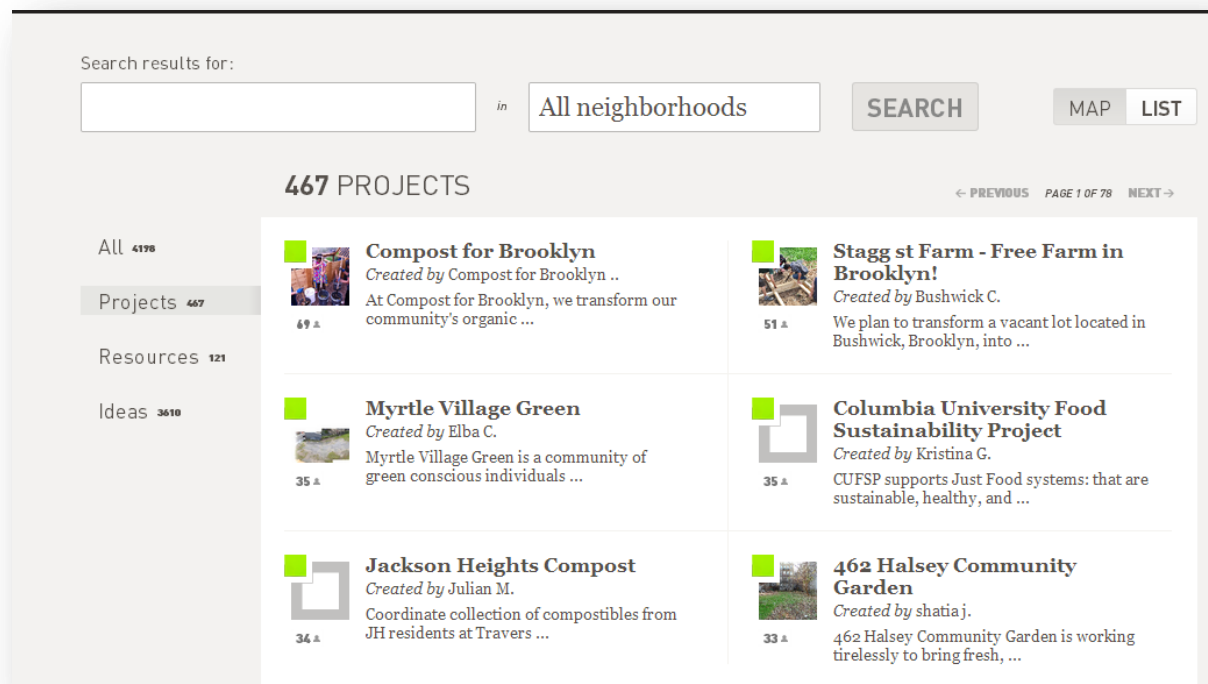 Search results for:
in All neighborhoods SEARCH MAP LIST
467 PROJECTS
← PREVIOUS PAGE 1 OF 78 NEXT →
All 4198
Projects 467
Resources 121
Ideas 3610
Compost for Brooklyn
Created by Compost for Brooklyn ..
At Compost for Brooklyn, we transform our
community's organic ...
69
Stagg st Farm - Free Farm in
Brooklyn!
Created by Bushwick C.
We plan to transform a vacant lot located in
Bushwick, Brooklyn, into ...
51
Myrtle Village Green
Created by Elba C.
Myrtle Village Green is a community of
green conscious individuals ...
35
Columbia University Food
Sustainability Project
Created by Kristina G.
CUFSP supports Just Food systems: that are
sustainable, healthy, and ...
35
Jackson Heights Compost
Created by Julian M.
Coordinate collection of compostibles from
JH residents at Travers ...
34
462 Halsey Community
Garden
Created by shatia j.
462 Halsey Community Garden is working
tirelessly to bring fresh, ...
33